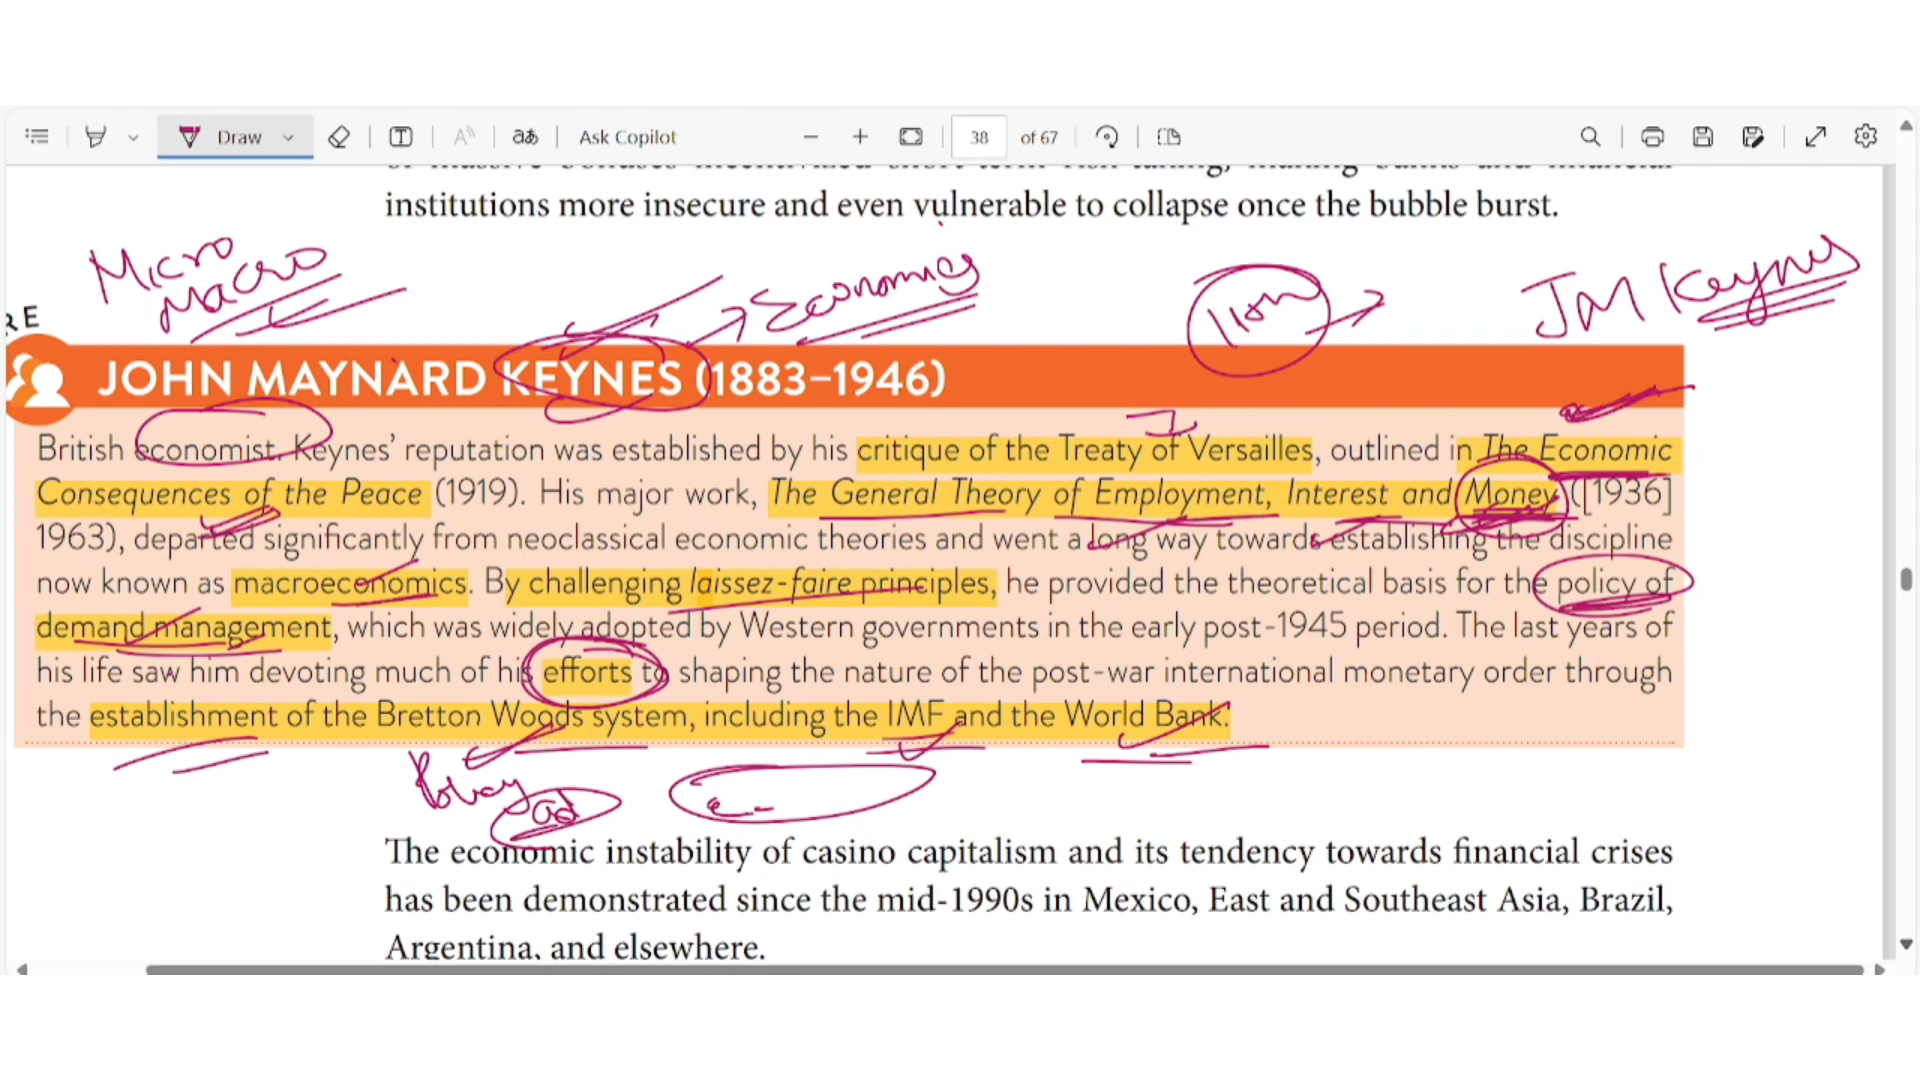 Draw
Ask Copilot
38
of 67
institutions more insecure and even vulnerable to collapse once the bubble burst.
Micro
Macro
Economics
JM Keynes
RE
JOHN MAYNARD KEYNES (1883–1946)
British economist. Keynes’ reputation was established by his critique of the Treaty of Versailles, outlined in The Economic
Consequences of the Peace (1919). His major work, The General Theory of Employment, Interest and Money ([1936]
1963), departed significantly from neoclassical economic theories and went a long way towards establishing the discipline
now known as macroeconomics. By challenging laissez-faire principles, he provided the theoretical basis for the policy of
demand management, which was widely adopted by Western governments in the early post-1945 period. The last years of
his life saw him devoting much of his efforts to shaping the nature of the post-war international monetary order through
the establishment of the Bretton Woods system, including the IMF and the World Bank.
Policy
The economic instability of casino capitalism and its tendency towards financial crises
has been demonstrated since the mid-1990s in Mexico, East and Southeast Asia, Brazil,
Argentina, and elsewhere.